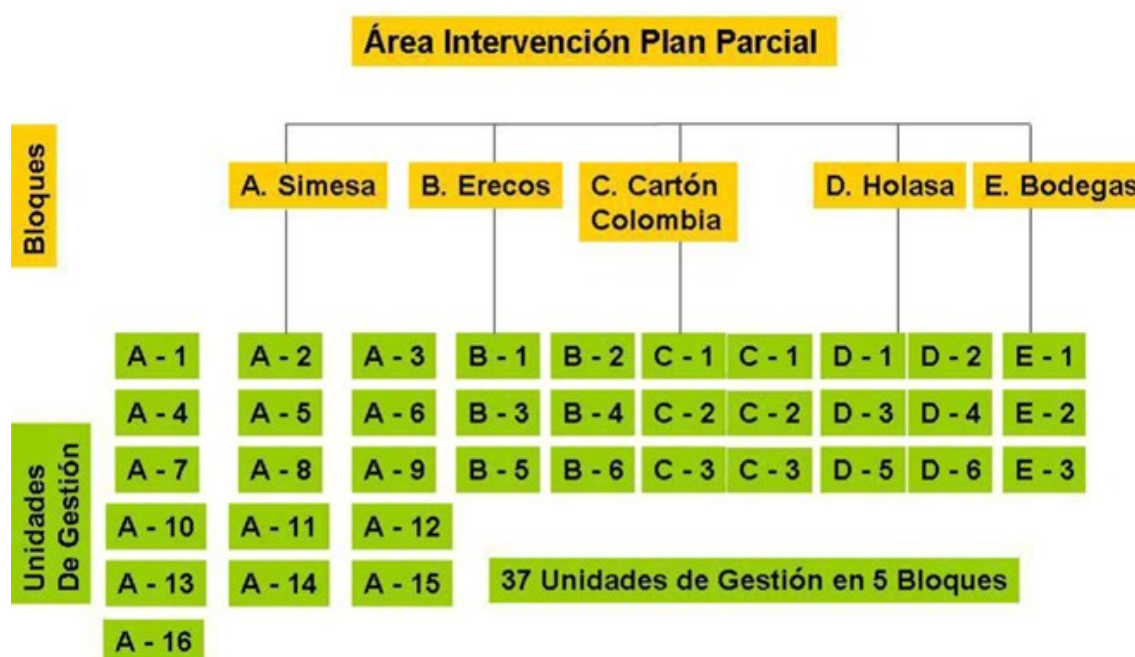 Área Intervención Plan Parcial
Bloques
A. Simesa
B. Erecos
C. Cartón
Colombia
D. Holasa
E. Bodegas
Unidades
De Gestión
A - 1
A - 2
A - 3
B - 1
B - 2
C - 1
C - 1
D - 1
D - 2
E - 1
A - 4
A - 5
A - 6
B - 3
B - 4
C - 2
C - 2
D - 3
D - 4
E - 2
A - 7
A - 8
A - 9
B - 5
B - 6
C - 3
C - 3
D - 5
D - 6
E - 3
A - 10
A - 11
A - 12
A - 13
A - 14
A - 15
A - 16
37 Unidades de Gestión en 5 Bloques